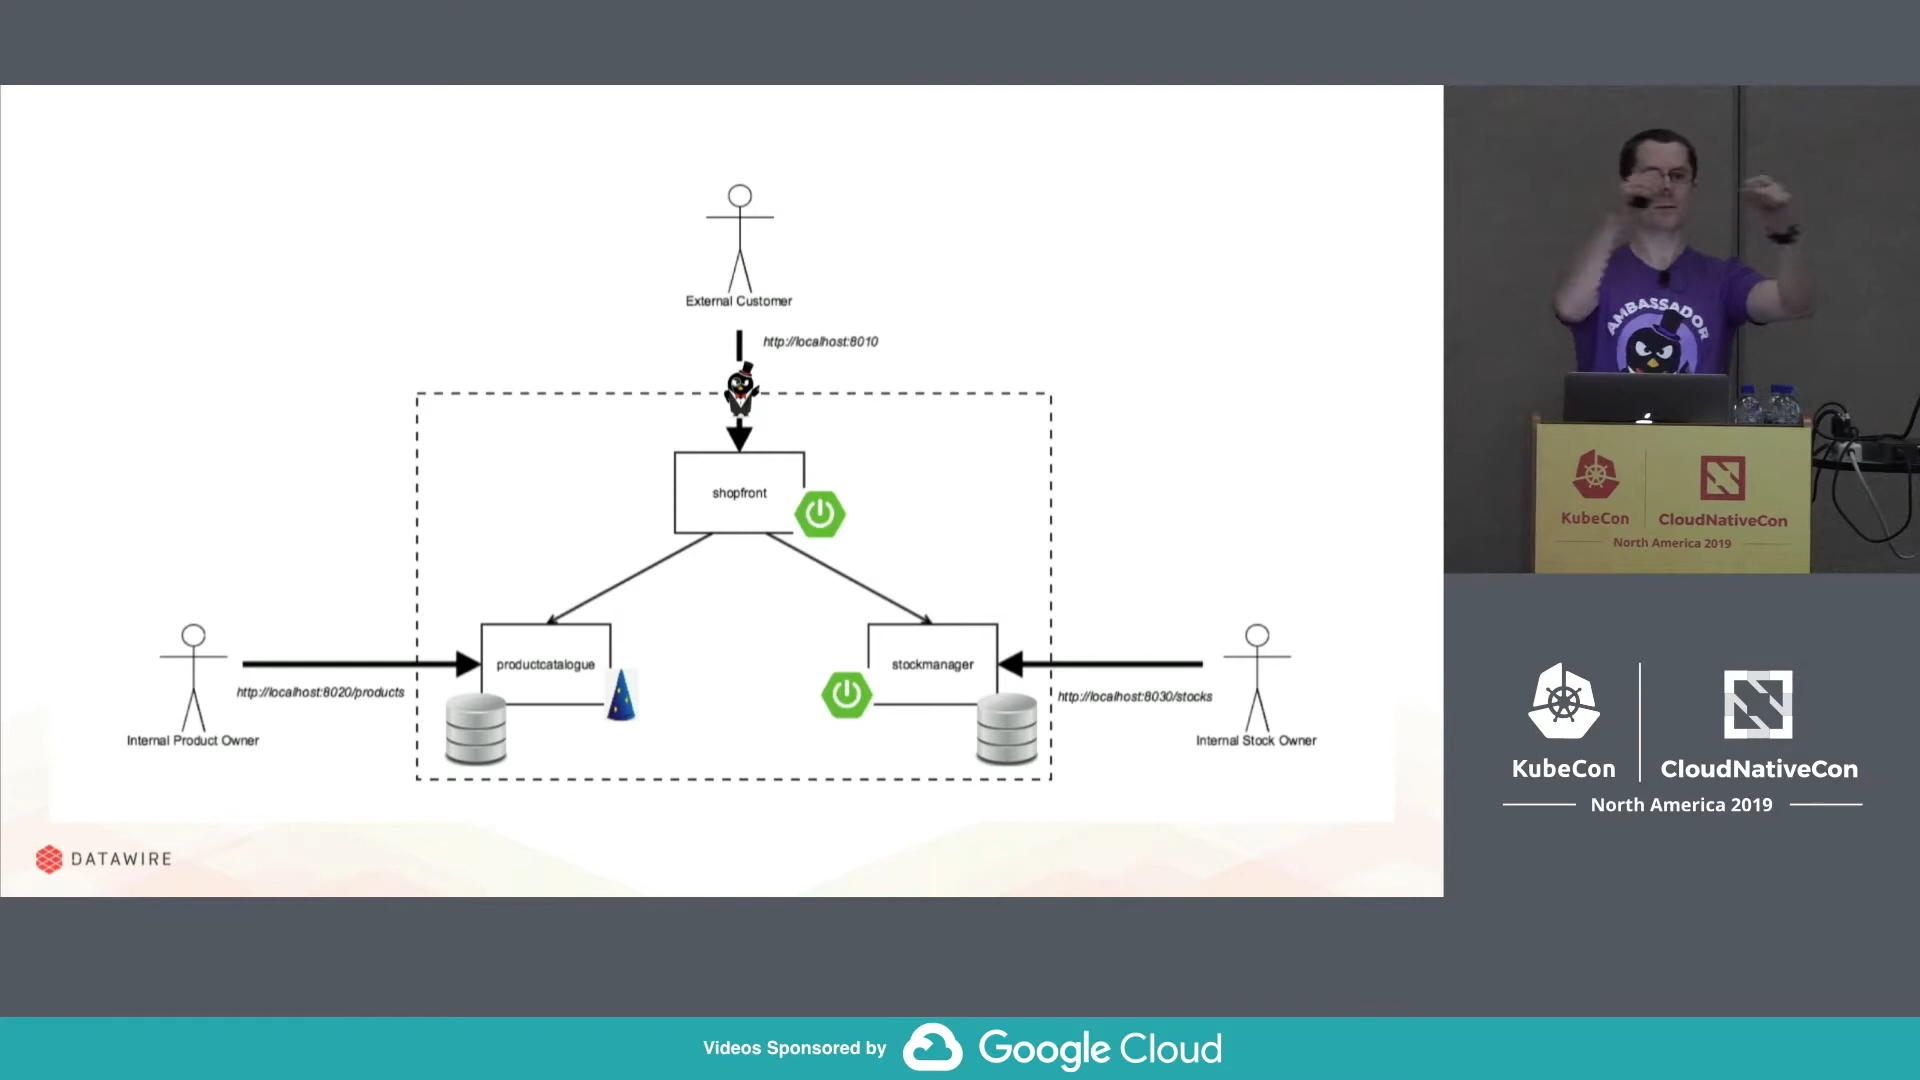 External Customer
http://localhost:8010
shopfront
productcatalogue
stockmanager
http://localhost:8020/products
http://localhost:8030/stocks
Internal Product Owner
Internal Stock Owner
DATAWIRE
AMBASSADOR
KubeCon
CloudNativeCon
North America 2019
KubeCon
CloudNativeCon
North America 2019
Videos Sponsored by
Google Cloud